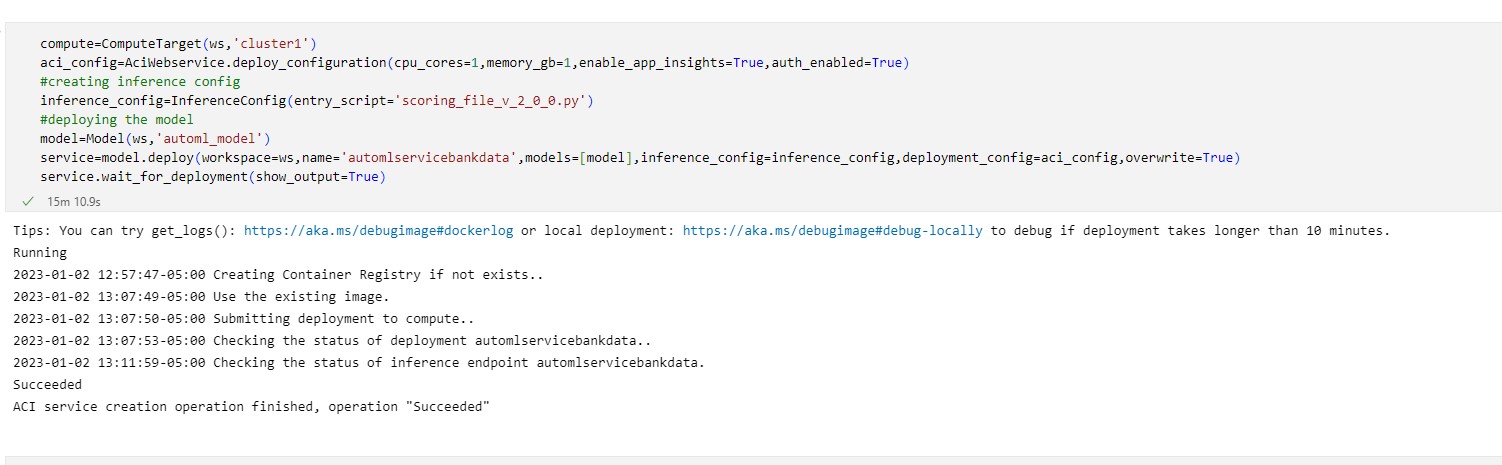 compute=ComputeTarget(ws,'cluster1')
aci_config=AciWebservice.deploy_configuration(cpu_cores=1,memory_gb=1,enable_app_insights=True,auth_enabled=True)
#creating inference config
inference_config=InferenceConfig(entry_script='scoring_file_v_2_0_0.py')
#deploying the model
model=Model(ws,'automl_model')
service=model.deploy(workspace=ws,name='automlservicebankdata',models=[model],inference_config=inference_config,deployment_config=aci_config,overwrite=True)
service.wait_for_deployment(show_output=True)
15m 10.9s
Tips: You can try get_logs(): https://aka.ms/debugimage#dockerlog or local deployment: https://aka.ms/debugimage#debug-locally to debug if deployment takes longer than 10 minutes.
Running
2023-01-02 12:57:47-05:00 Creating Container Registry if not exists..
2023-01-02 13:07:49-05:00 Use the existing image.
2023-01-02 13:07:50-05:00 Submitting deployment to compute..
2023-01-02 13:07:53-05:00 Checking the status of deployment automlservicebankdata..
2023-01-02 13:11:59-05:00 Checking the status of inference endpoint automlservicebankdata.
Succeeded
ACI service creation operation finished, operation "Succeeded"